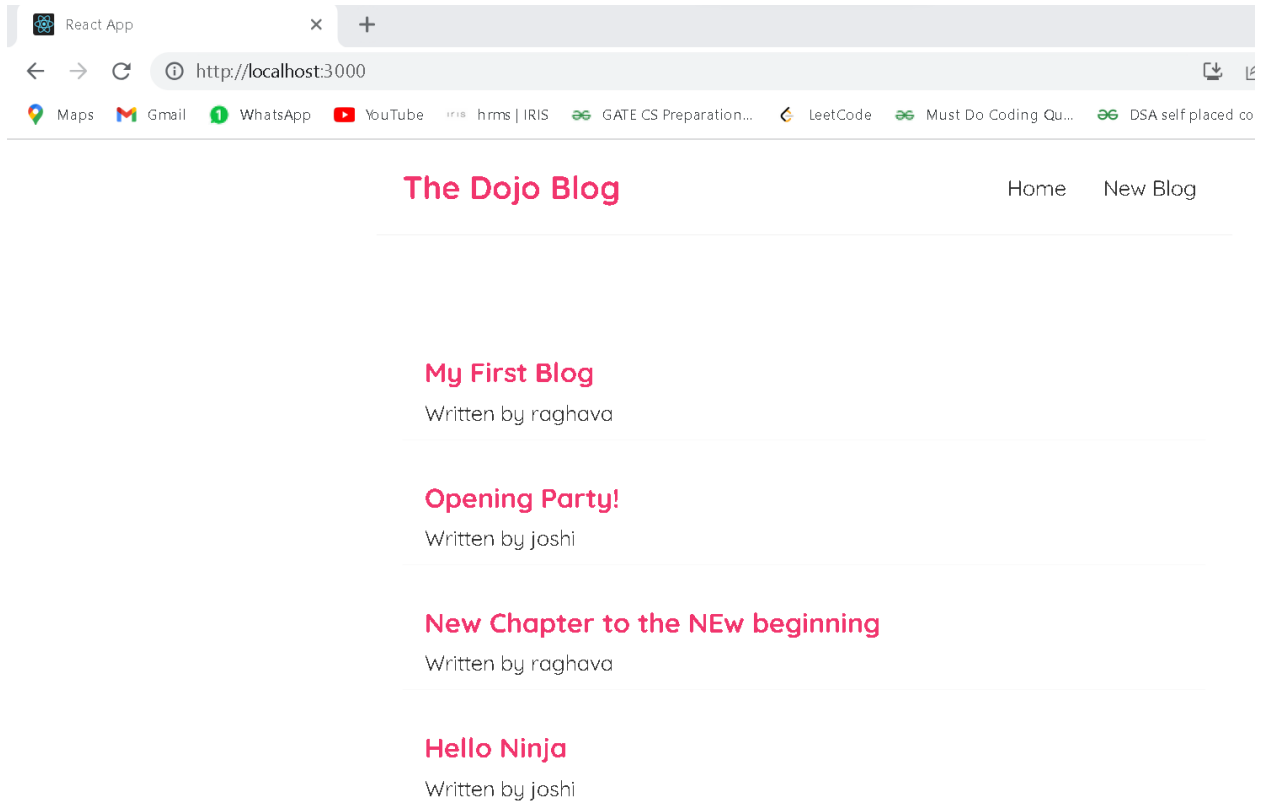 React App
http://localhost:3000
Maps Gmail 1 WhatsApp YouTube IRIS hrms | IRIS GATE CS Preparation... LeetCode Must Do Coding Qu... DSA self placed co
The Dojo Blog Home New Blog
My First Blog
Written by raghava
Opening Party!
Written by joshi
New Chapter to the NEw beginning
Written by raghava
Hello Ninja
Written by joshi